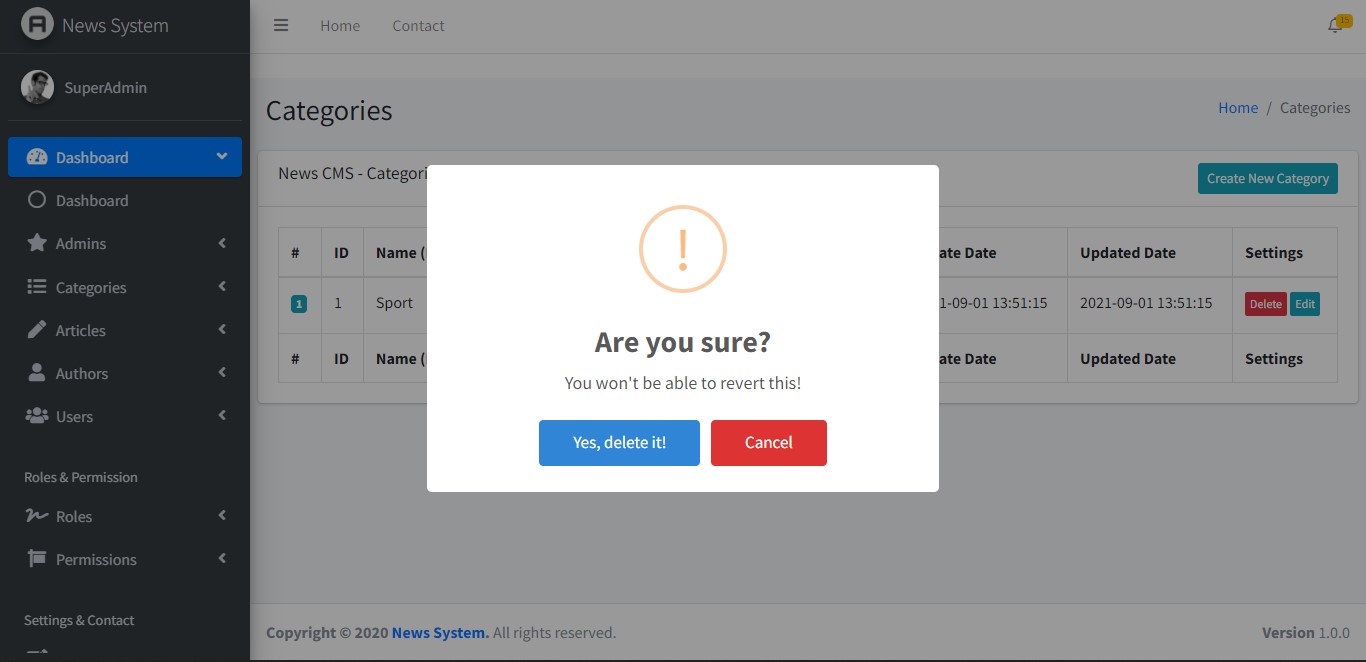 News System
Home
Contact
15
SuperAdmin
Categories
Home / Categories
Dashboard
Dashboard
Admins
Categories
Articles
Authors
Users
Roles & Permission
Roles
Permissions
Settings & Contact
News CMS - Categori
Create New Category
# ID Name ( ate Date Updated Date Settings
1 1 Sport 1-09-01 13:51:15 2021-09-01 13:51:15 Delete Edit
# ID Name ( ate Date Updated Date Settings
!
Are you sure?
You won't be able to revert this!
Yes, delete it!
Cancel
Copyright © 2020 News System. All rights reserved.
Version 1.0.0